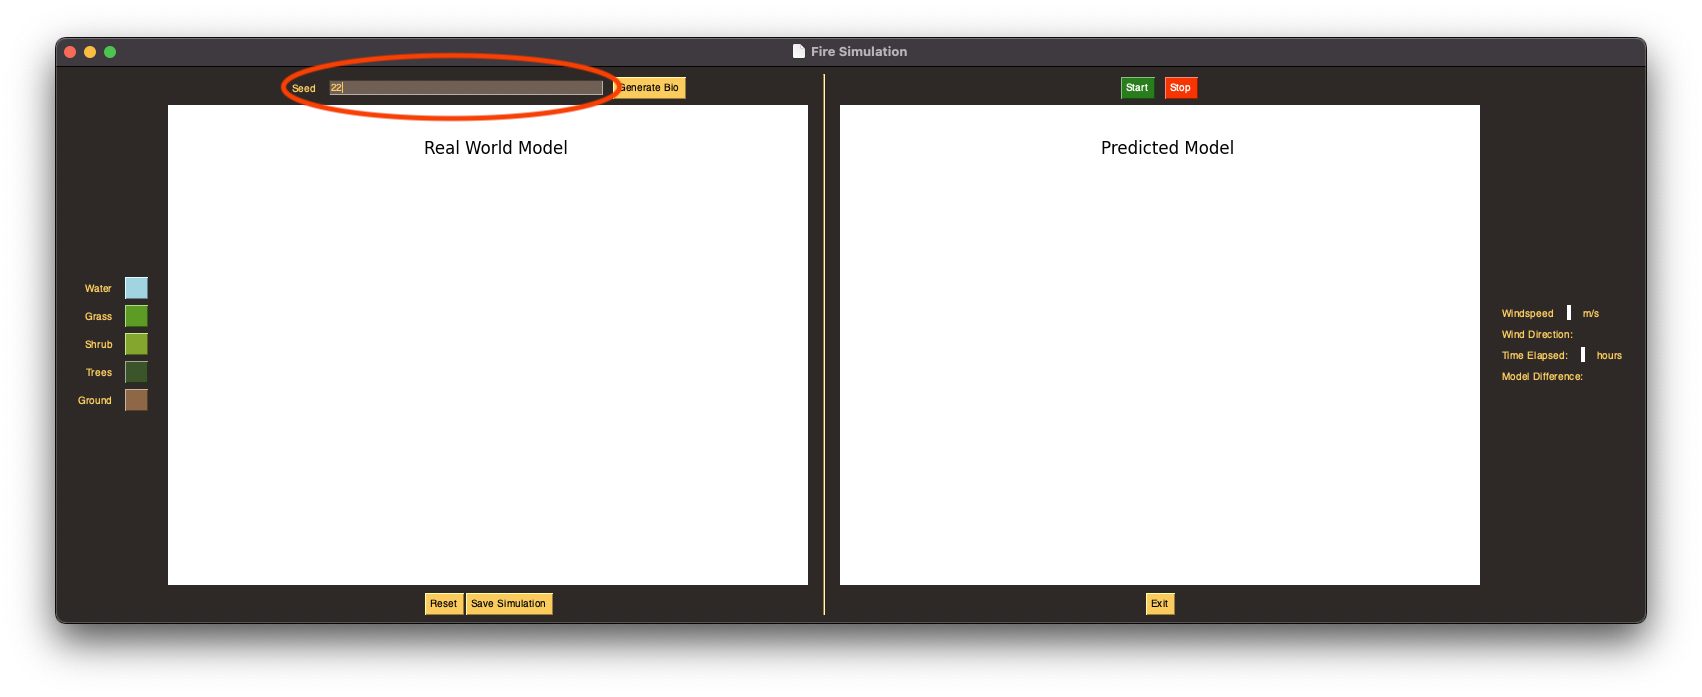 Fire Simulation
Seed 22 Generate Bio
Start Stop
Real World Model
Predicted Model
Water
Grass
Shrub
Trees
Ground
Windspeed m/s
Wind Direction:
Time Elapsed: hours
Model Difference:
Reset Save Simulation
Exit